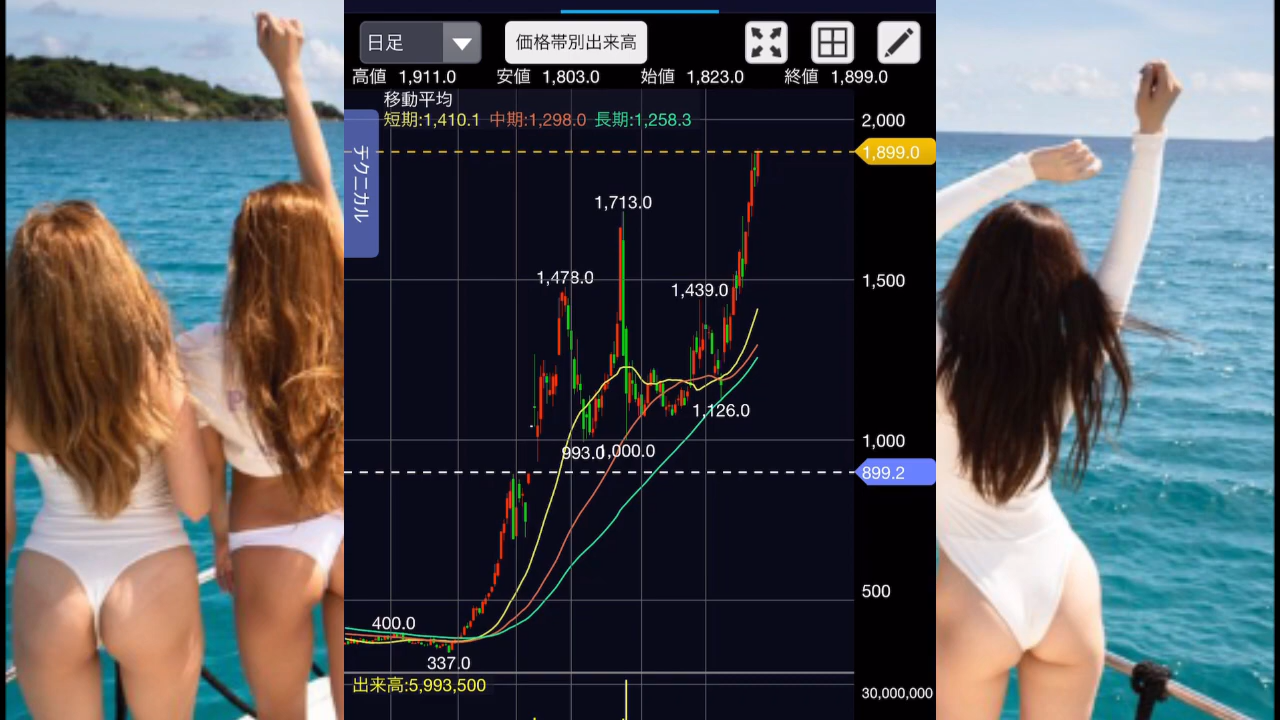 日足
価格帯別出来高
高値 1,911.0 安値 1,803.0 始値 1,823.0 終値 1,899.0
移動平均
短期:1,410.1 中期:1,298.0 長期:1,258.3
テクニカル
2,000
1,899.0
1,713.0
1,478.0
1,500
1,439.0
1,126.0
1,000
993.0
1,000.0
899.2
500
400.0
337.0
出来高:5,993,500
30,000,000